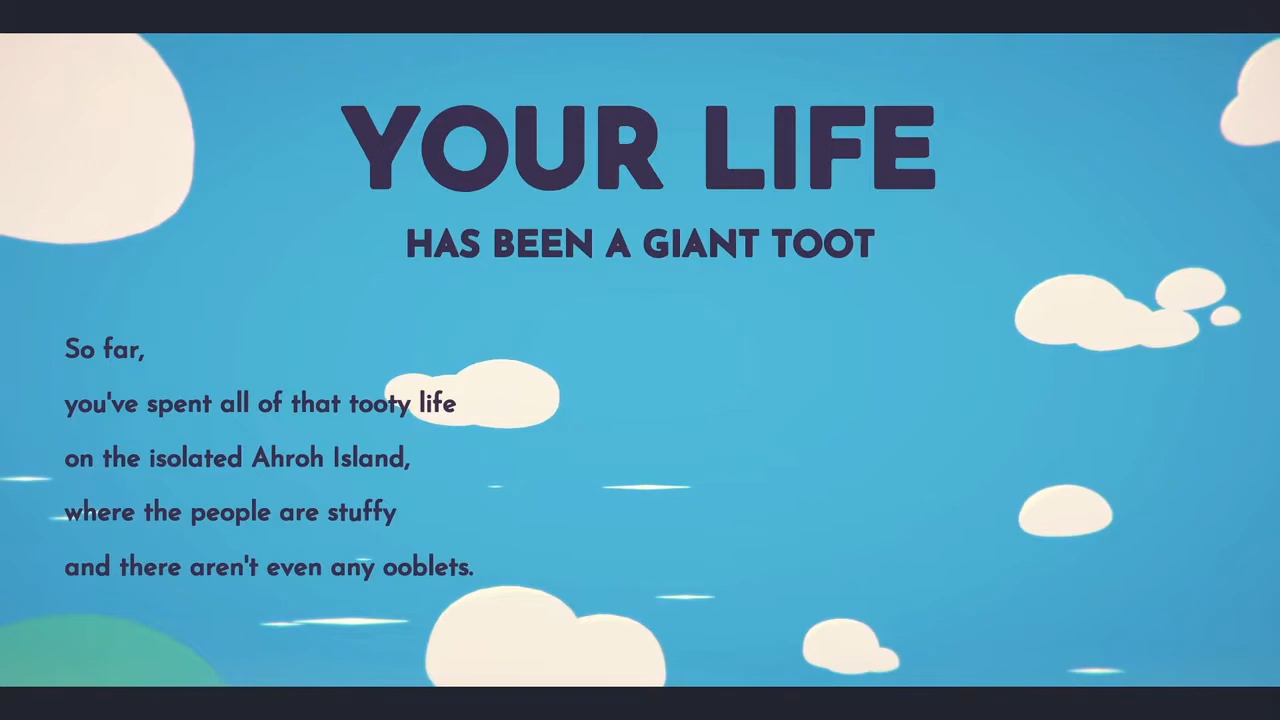 YOUR LIFE
HAS BEEN A GIANT TOOT
So far,
you've spent all of that tooty life
on the isolated Ahroh Island,
where the people are stuffy
and there aren't even any ooblets.